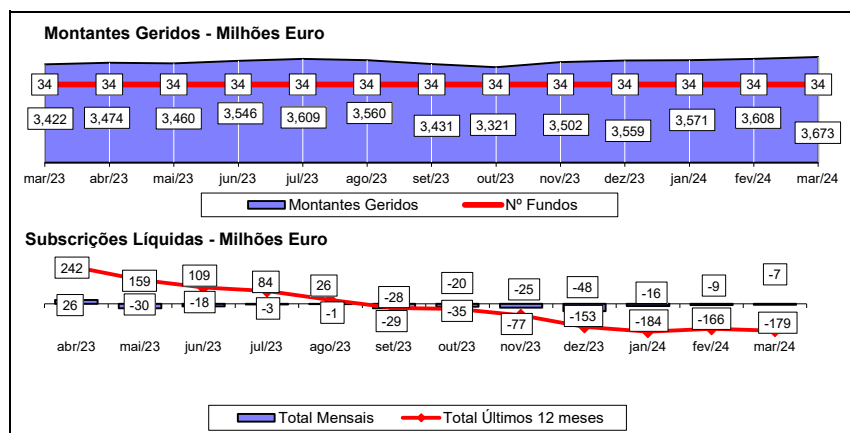 Montantes Geridos - Milhões Euro
34 34 34 34 34 34 34 34 34 34 34 34 34
3,422 3,474 3,460 3,546 3,609 3,560 3,431 3,321 3,502 3,559 3,571 3,608 3,673
mar/23 abr/23 mai/23 jun/23 jul/23 ago/23 set/23 out/23 nov/23 dez/23 jan/24 fev/24 mar/24
Montantes Geridos Nº Fundos
Subscrições Líquidas - Milhões Euro
242 159 109 84 26 -28 -20 -25 -48 -16 -9 -7
26 -30 -18 -3 -1 -29 -35 -77 -153 -184 -166 -179
abr/23 mai/23 jun/23 jul/23 ago/23 set/23 out/23 nov/23 dez/23 jan/24 fev/24 mar/24
Total Mensais Total Últimos 12 meses